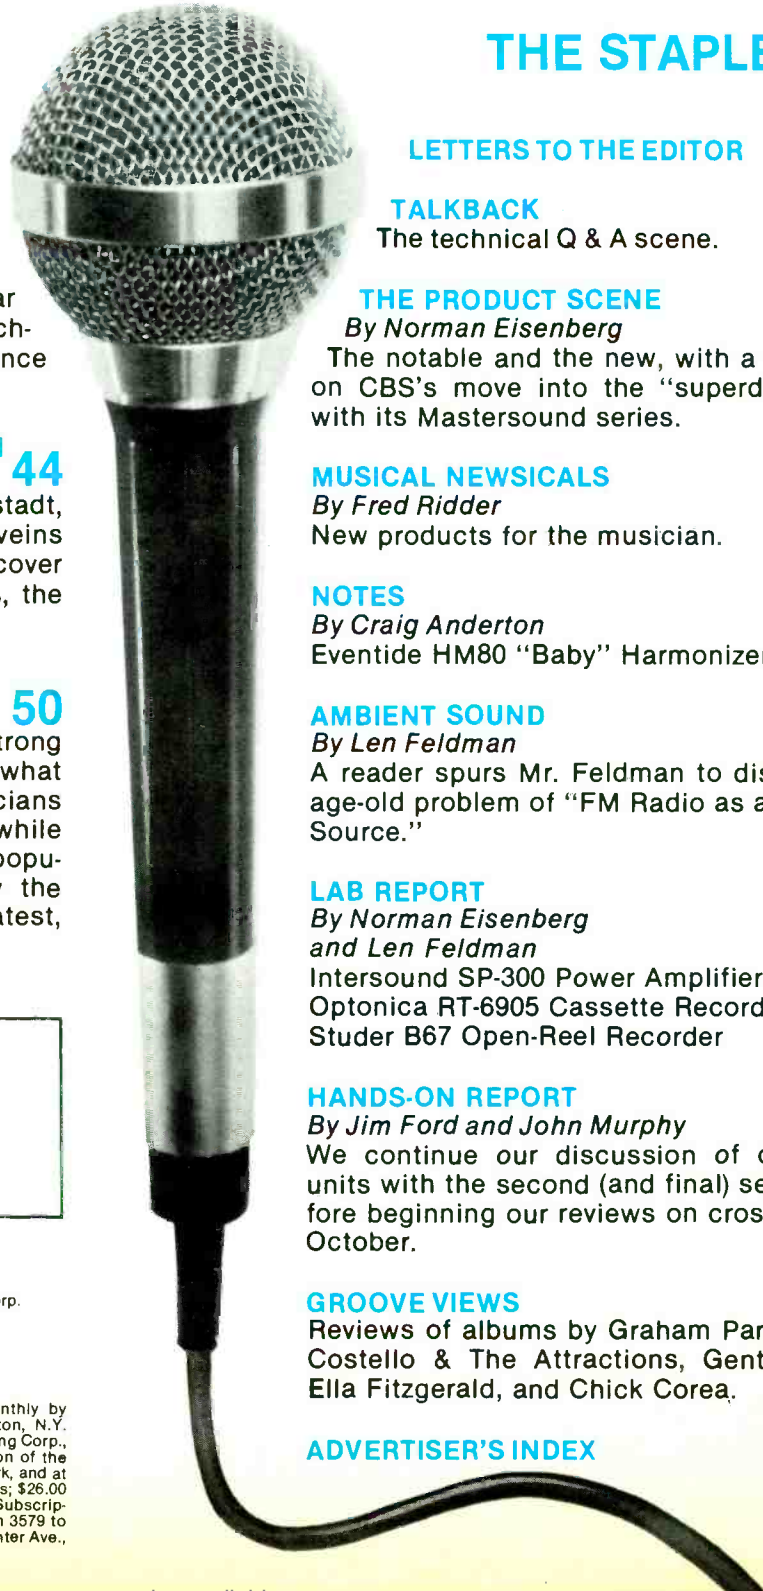 THE STAPLE
LETTERS TO THE EDITOR
TALKBACK
The technical Q & A scene.
THE PRODUCT SCENE
By Norman Eisenberg
The notable and the new, with a
on CBS's move into the "superd
with its Mastersound series.
MUSICAL NEWSICALS
By Fred Ridder
New products for the musician.
NOTES
By Craig Anderton
Eventide HM80 "Baby" Harmonizer
AMBIENT SOUND
By Len Feldman
A reader spurs Mr. Feldman to dis
age-old problem of "FM Radio as a
Source."
LAB REPORT
By Norman Eisenberg
and Len Feldman
Intersound SP-300 Power Amplifier
Optonica RT-6905 Cassette Record
Studer B67 Open-Reel Recorder
HANDS-ON REPORT
By Jim Ford and John Murphy
We continue our discussion of
units with the second (and final) se
fore beginning our reviews on cros
October.
GROOVE VIEWS
Reviews of albums by Graham Par
Costello & The Attractions, Gent
Ella Fitzgerald, and Chick Corea.
ADVERTISER'S INDEX
ar
ch-
nce
44
stadt,
veins
cover
, the
50
trong
what
cians
while
popu-
the
atest,
rp.
nthly by
ton, N.Y.
ng Corp.,
on of the
rk, and at
s; $26.00
Subscrip-
n 3579 to
nter Ave.,